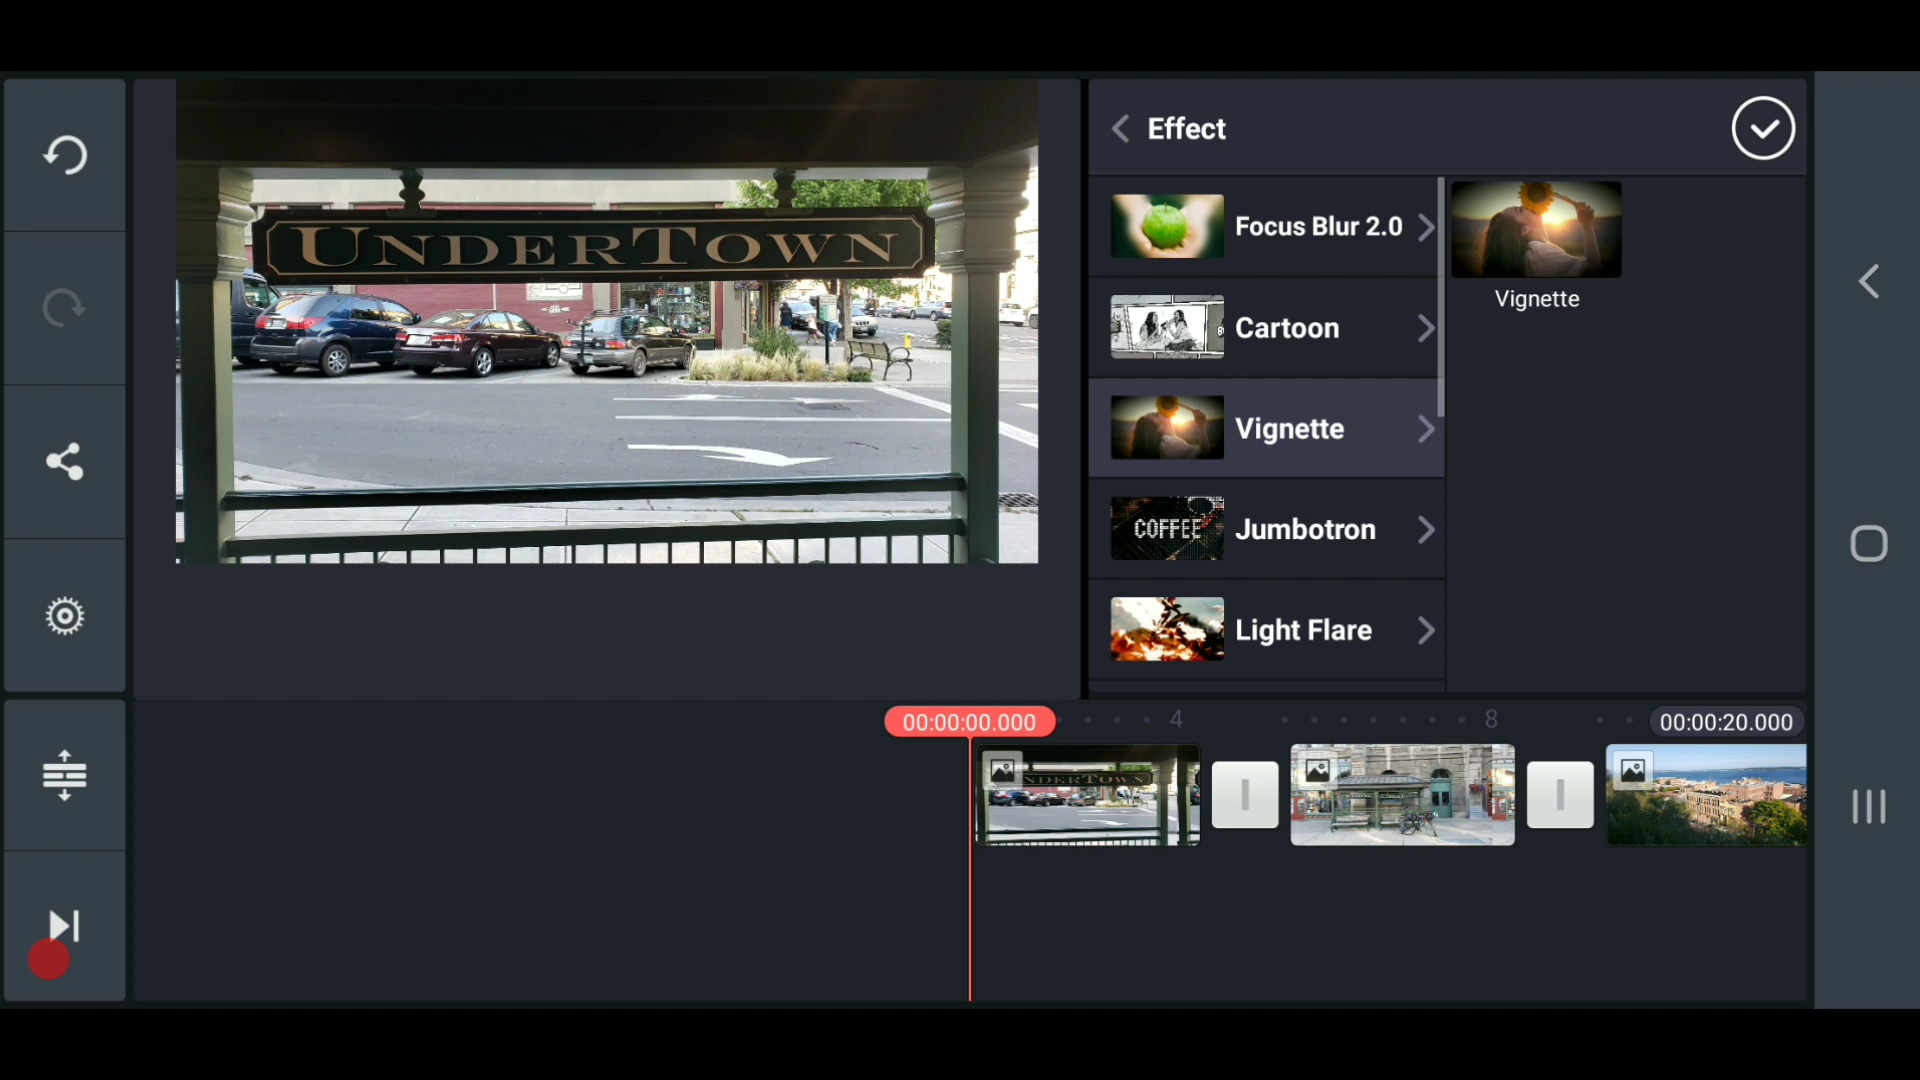 Effect
UNDERTOWN
Focus Blur 2.0
Cartoon
Vignette
Vignette
COFFEE
Jumbotron
Light Flare
00:00:00.000
4
8
00:00:20.000
NDERTOWN